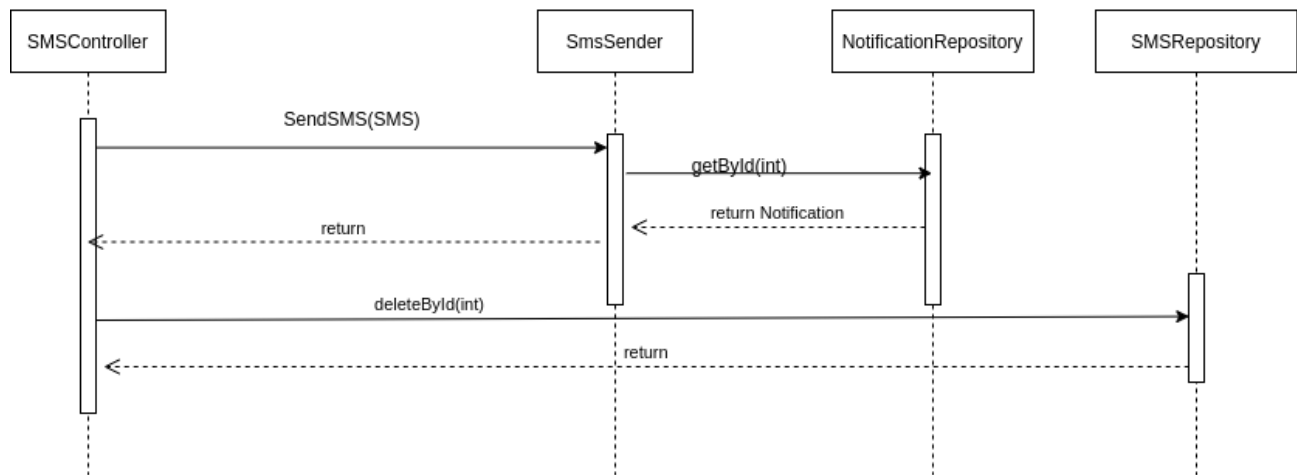 SMSController
SmsSender
NotificationRepository
SMSRepository
SendSMS(SMS)
getById(int)
return Notification
return
deleteById(int)
return